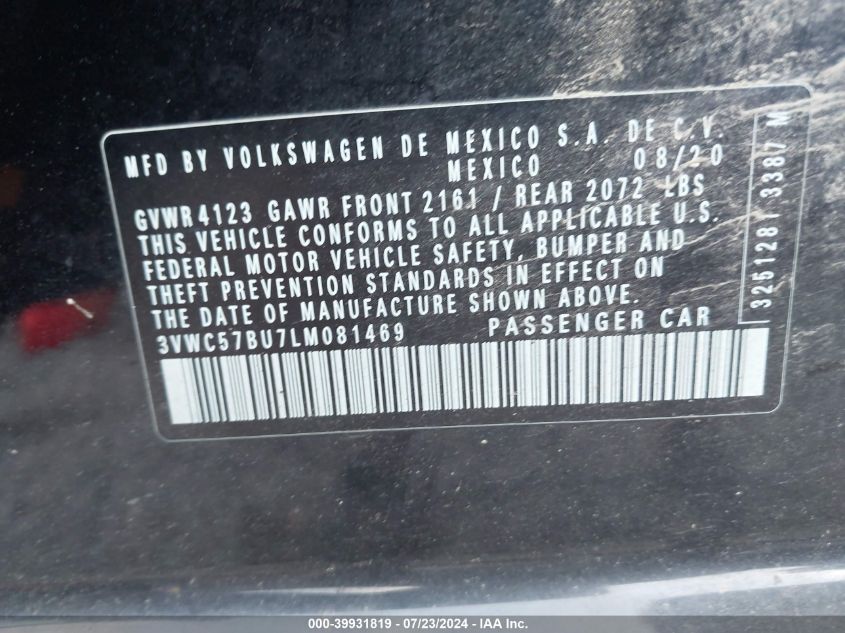 MFD BY VOLKSWAGEN DE MEXICO S.A. DE C.V.
MEXICO 08/20
GVWR 4123 GAWR FRONT 2161 / REAR 2072 LBS
THIS VEHICLE CONFORMS TO ALL APPLICABLE U.S.
FEDERAL MOTOR VEHICLE SAFETY, BUMPER AND
THEFT PREVENTION STANDARDS IN EFFECT ON
THE DATE OF MANUFACTURE SHOWN ABOVE.
3VWC57BU7LM081469 PASSENGER CAR
3251281 3387 M
000-39931819 / 07/23/2024 - IAA Inc.